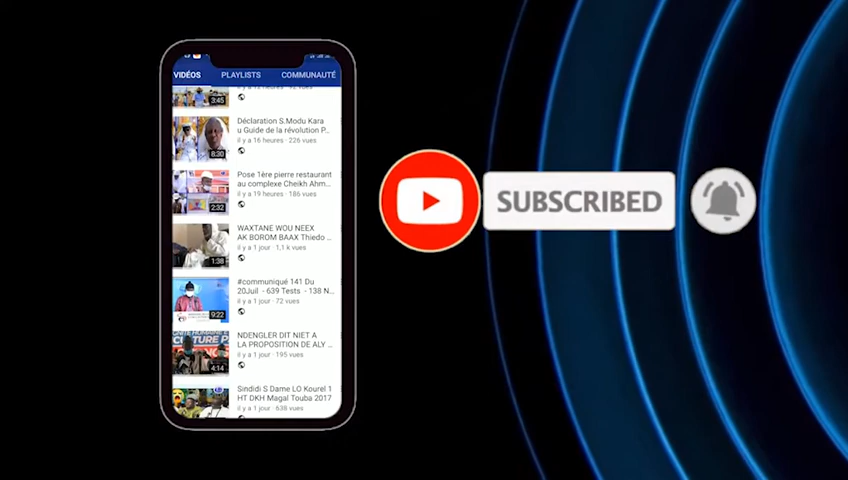 VIDÉOS PLAYLISTS COMMUNAUTÉ
3:45
Déclaration S.Modu Kara
u Guide de la révolution P..
il y a 16 heures · 226 vues
8:30
Pose 1ère pierre restaurant
au complexe Cheikh Ahm...
il y a 19 heures · 186 vues
2:32
WAXTANE WOU NEEX
AK BOROM BAAX Thiedo ...
il y a 1 jour · 1,1 k vues
1:38
#communiqué 141 Du
20Juil - 639 Tests - 138 N...
il y a 1 jour · 72 vues
9:22
NDENGLER DIT NIET A
LA PROPOSITION DE ALY ...
il y a 1 jour · 195 vues
4:14
Sindidi S Dame LO Kourel 1
HT DKH Magal Touba 2017
il y a 1 jour · 638 vues
SUBSCRIBED